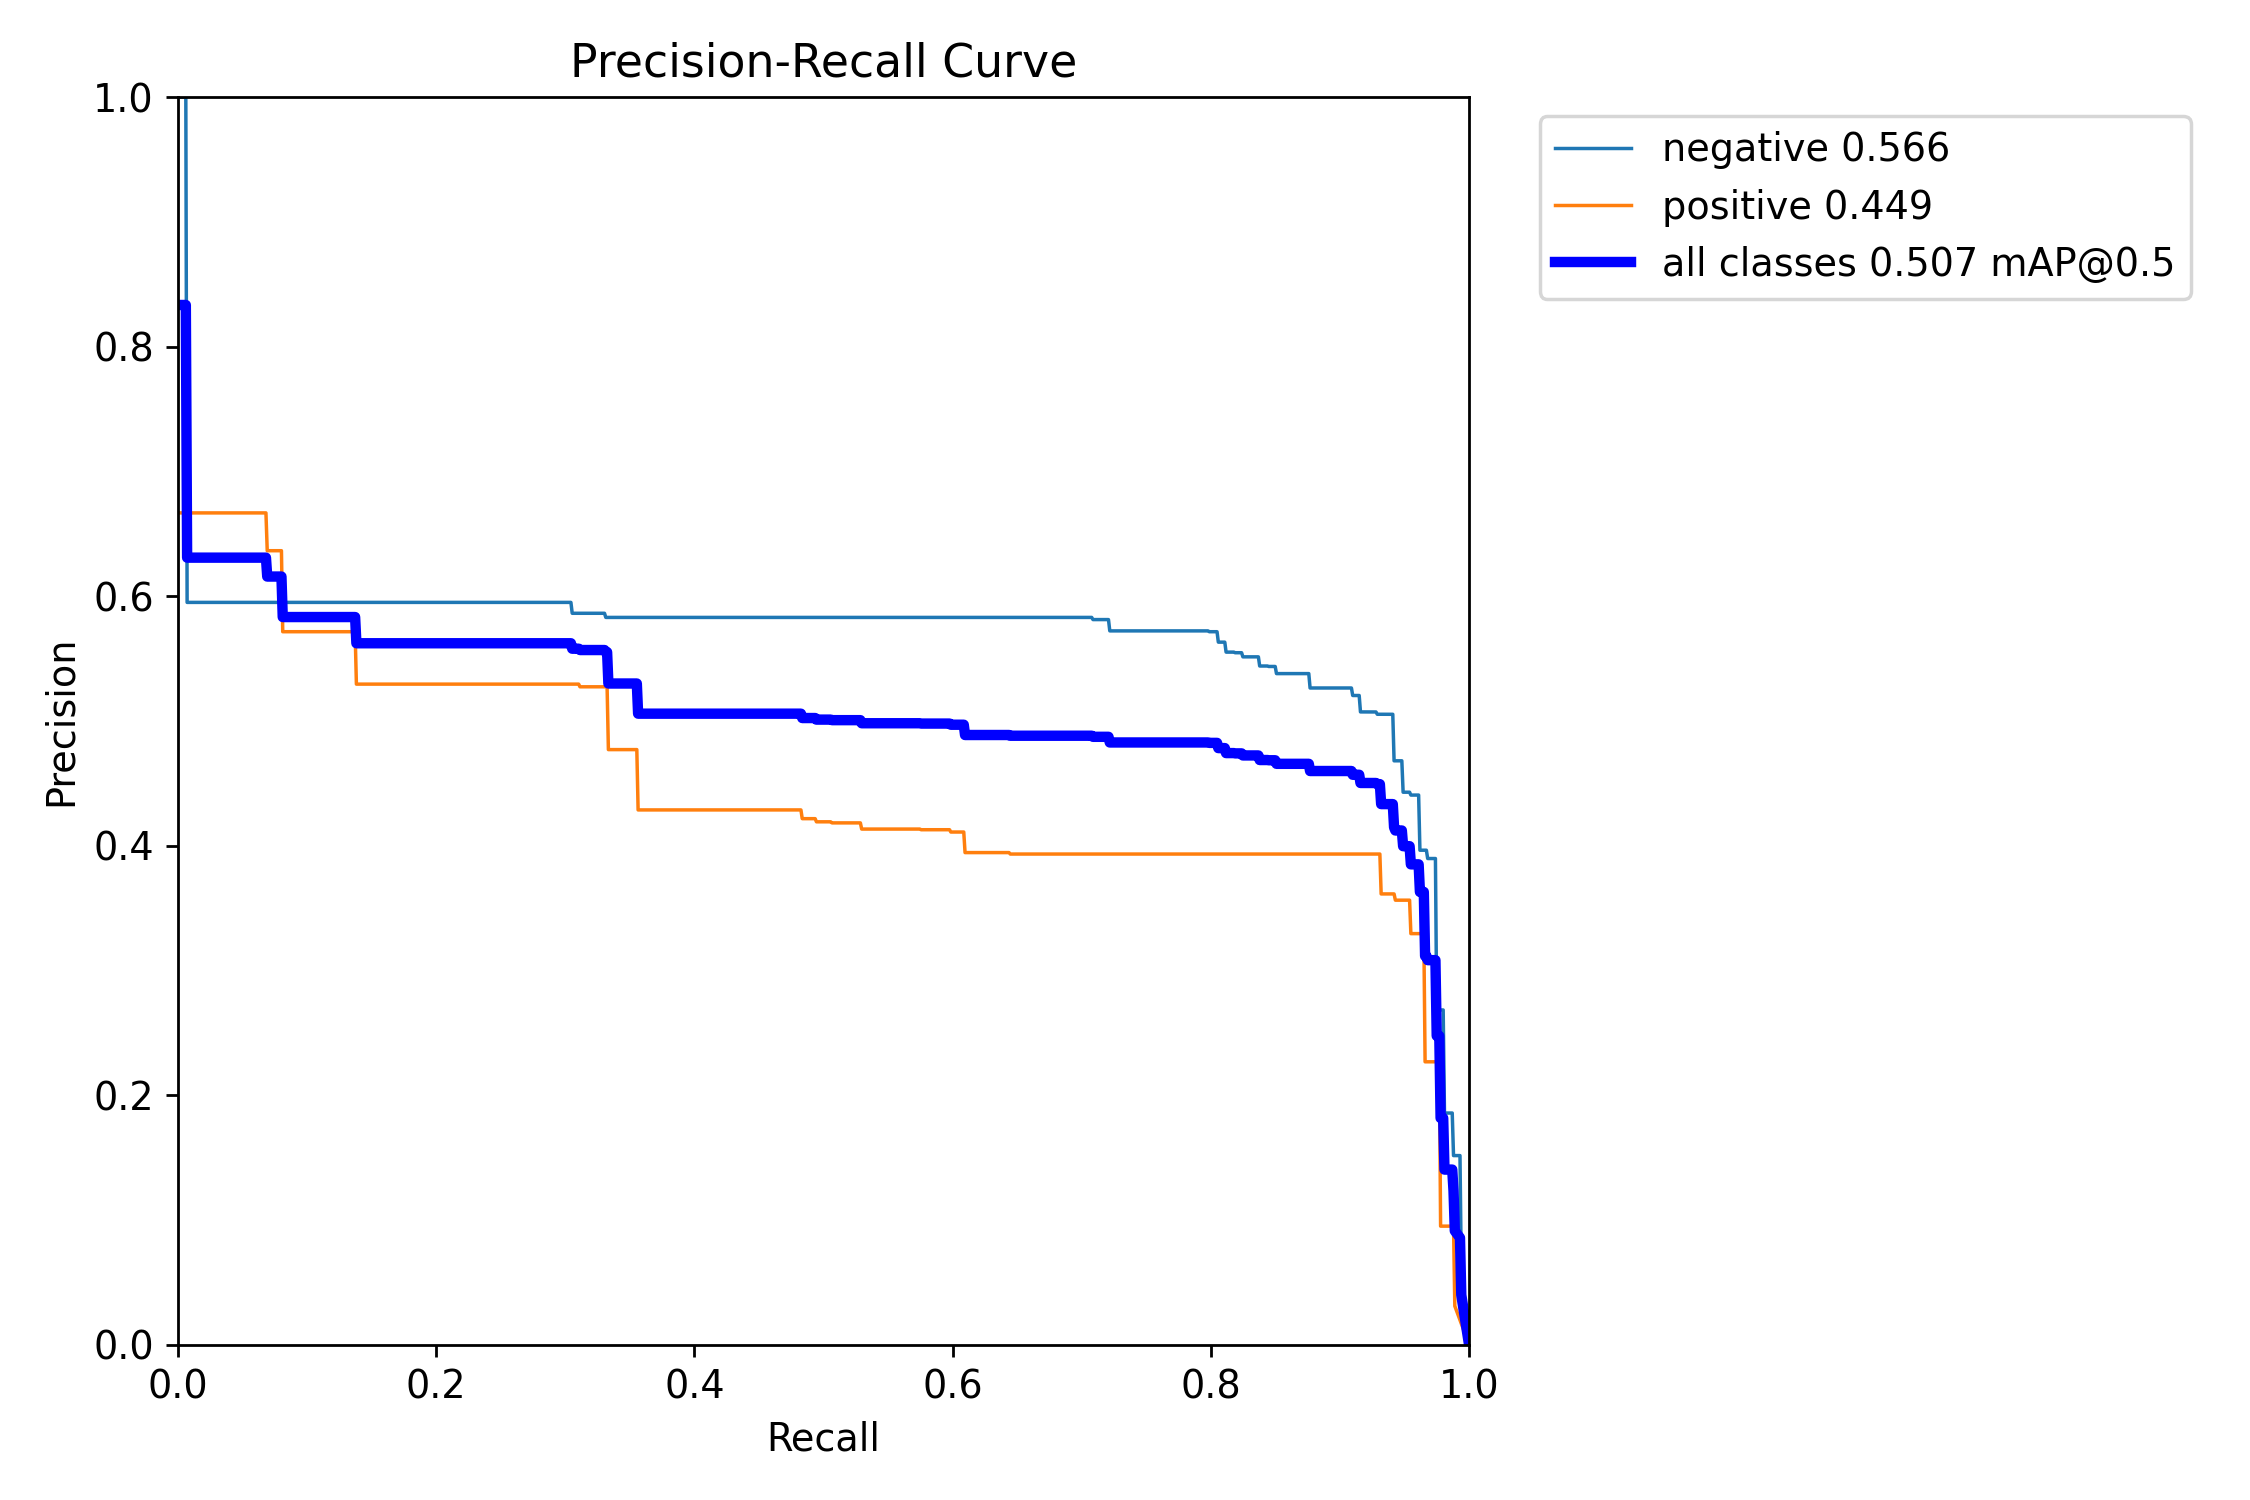 Precision-Recall Curve
1.0
0.8
0.6
0.4
0.2
0.0
Precision
0.0 0.2 0.4 0.6 0.8 1.0
Recall
negative 0.566
positive 0.449
all classes 0.507 mAP@0.5